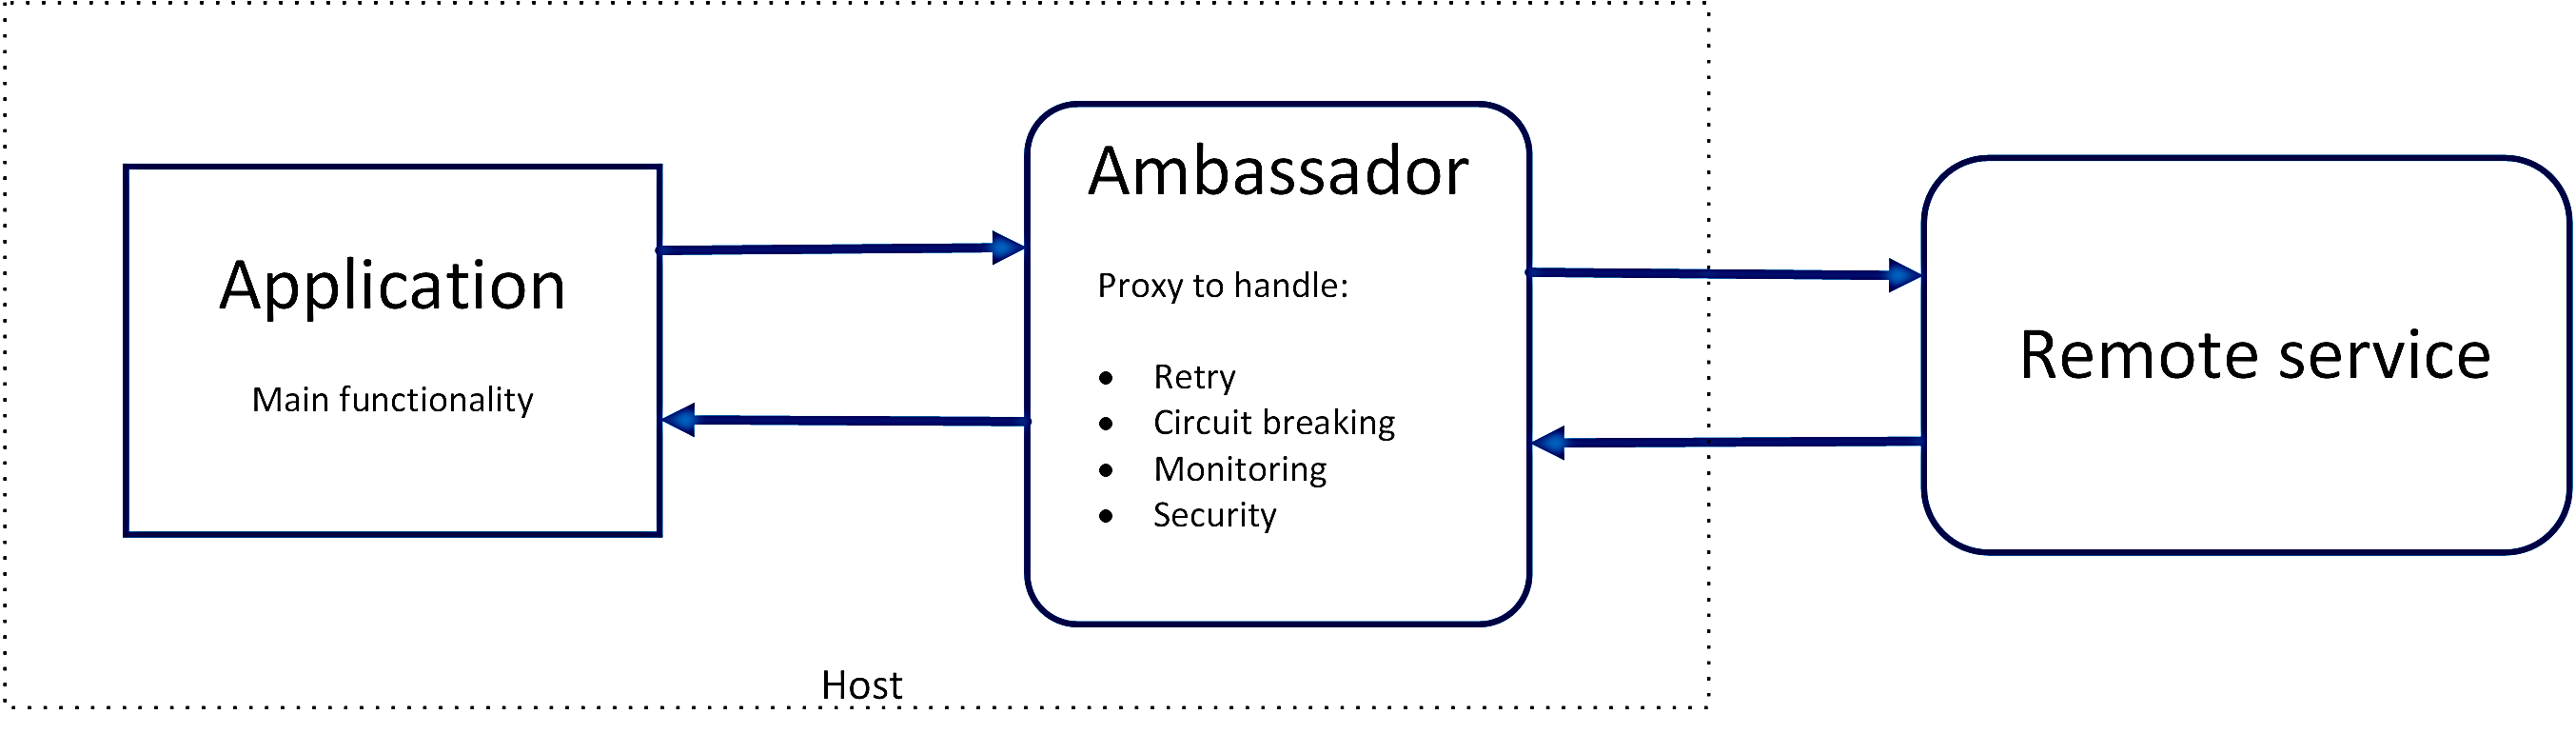 Application
Main functionality
Ambassador
Proxy to handle:
● Retry
● Circuit breaking
● Monitoring
● Security
Remote service
Host